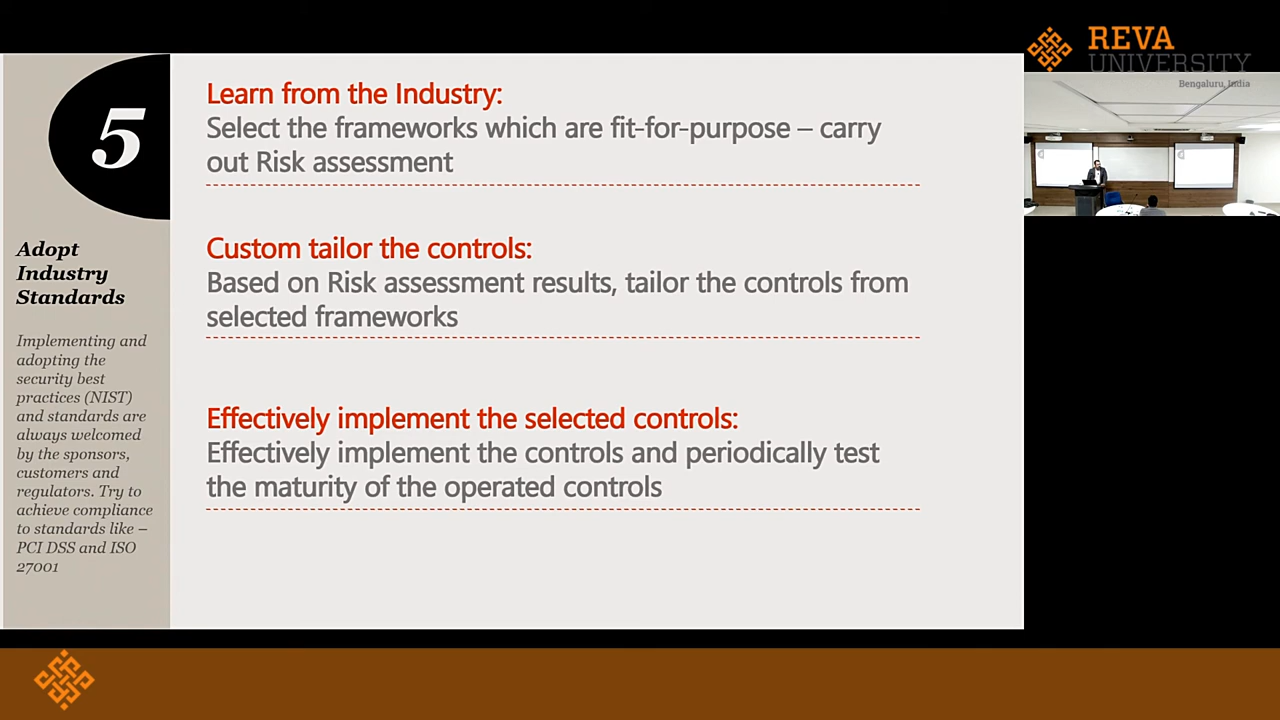 REVA
UNIVERSITY
Bengaluru, India
5
Adopt
Industry
Standards
Implementing and
adopting the
security best
practices (NIST)
and standards are
always welcomed
by the sponsors,
customers and
regulators. Try to
achieve compliance
to standards like –
PCI DSS and ISO
27001
Learn from the Industry:
Select the frameworks which are fit-for-purpose – carry
out Risk assessment
Custom tailor the controls:
Based on Risk assessment results, tailor the controls from
selected frameworks
Effectively implement the selected controls:
Effectively implement the controls and periodically test
the maturity of the operated controls